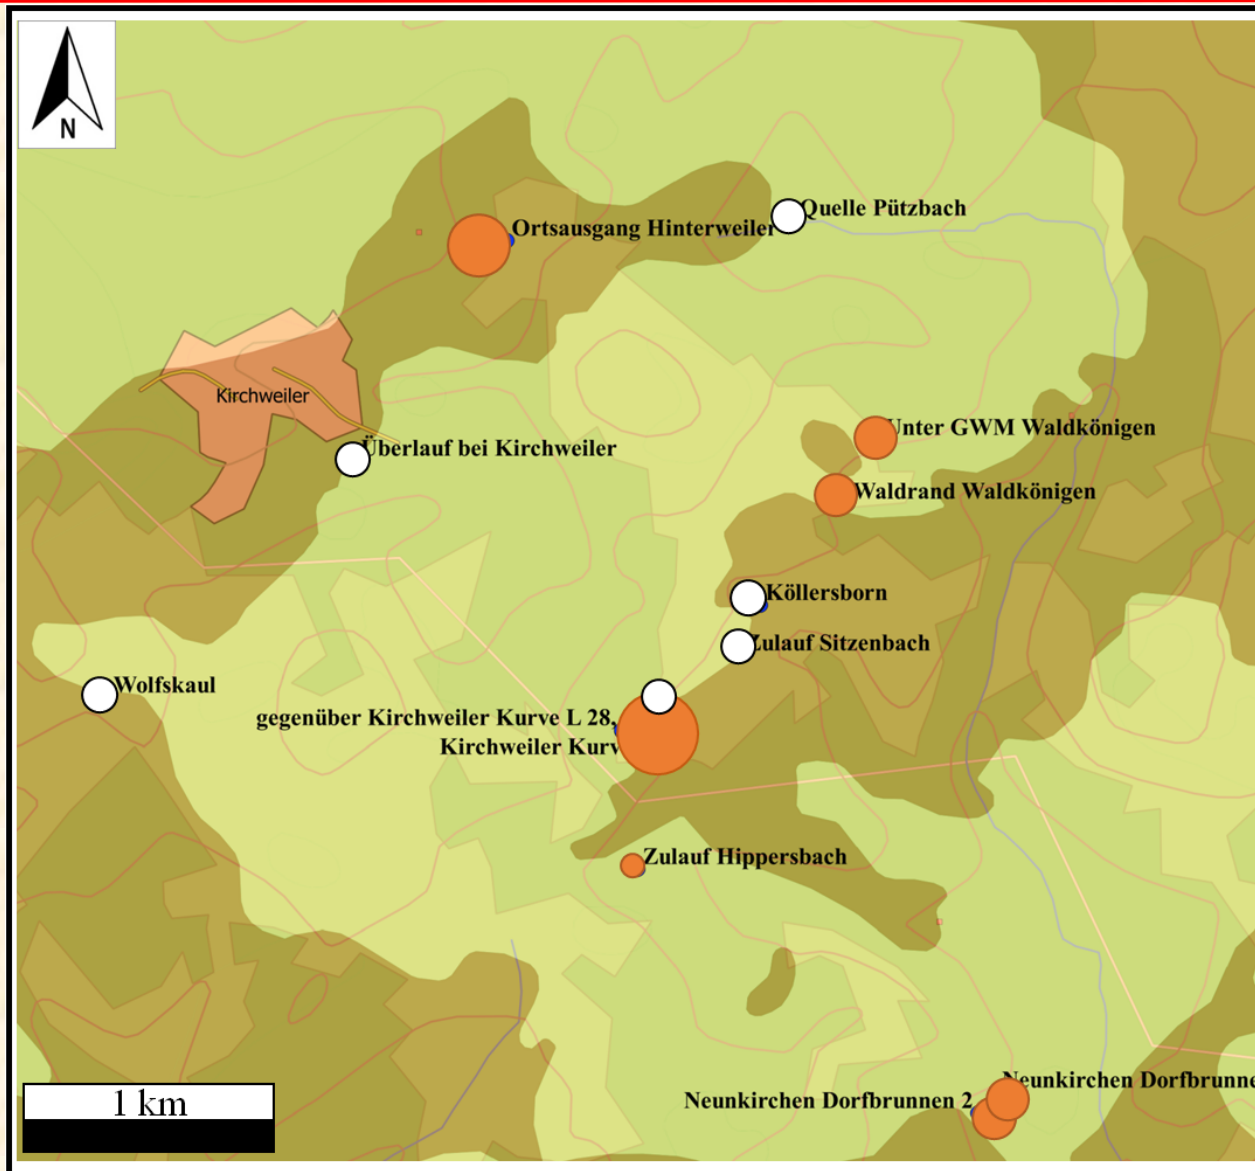 N
Quelle Pützbach
Ortsausgang Hinterweiler
Kirchweiler
Unter GWM Waldkönigen
Überlauf bei Kirchweiler
Waldrand Waldkönigen
Köllersborn
Zulauf Sitzenbach
Wolfskaul
gegenüber Kirchweiler Kurve L 28,
Kirchweiler Kurv
Zulauf Hippersbach
Neunkirchen Dorfbrunne
Neunkirchen Dorfbrunnen 2
1 km